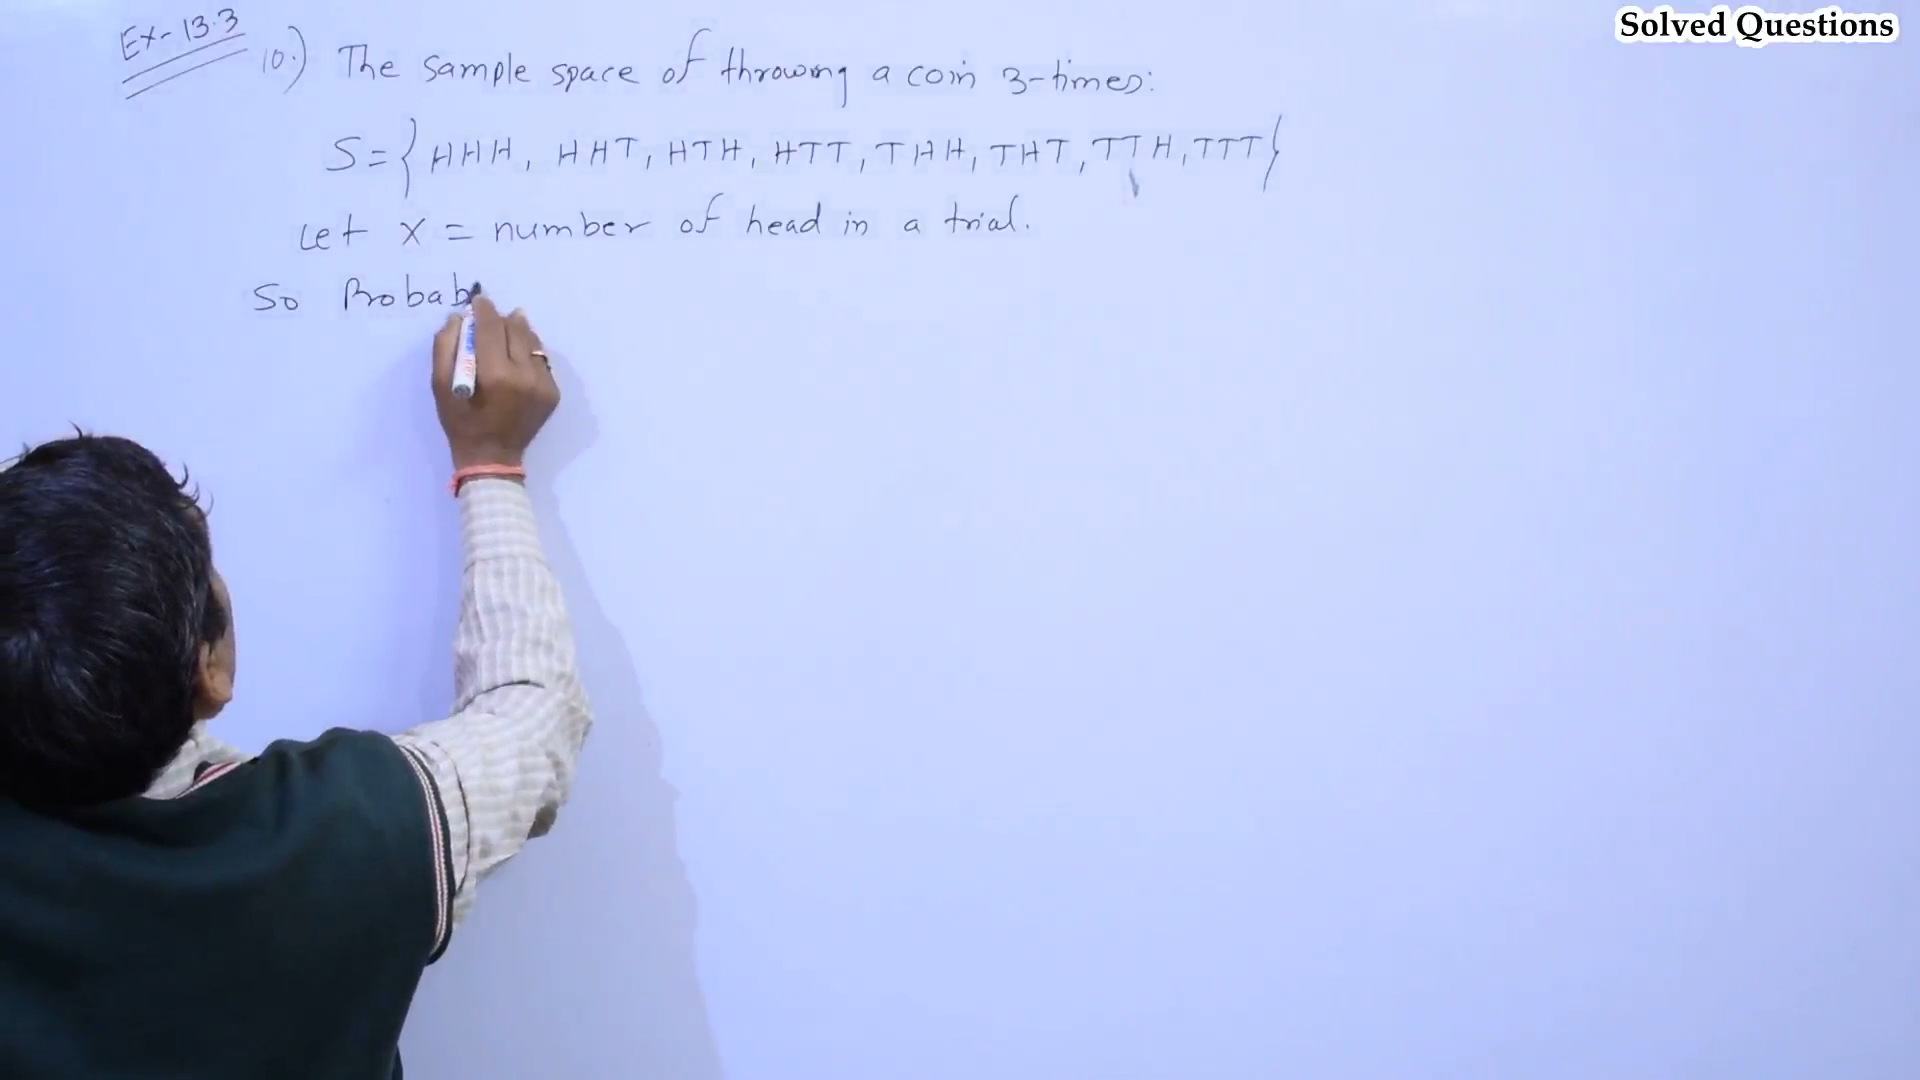 Solved Questions
Ex-13.3
10.) The sample space of throwing a coin 3-times:
S={HHH, HHT, HTH, HTT, THH, THT, TTH, TTT}
Let x = number of head in a trial.
So Probab